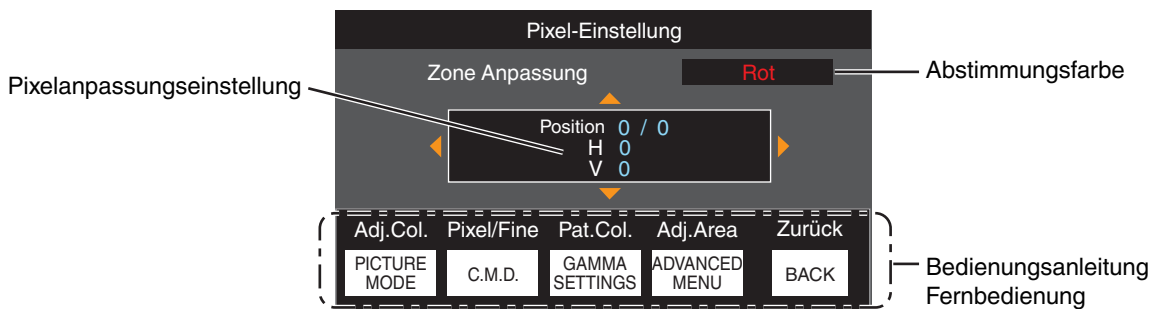 Pixel-Einstellung
Zone Anpassung Rot
Abstimmungsfarbe
Pixelanpassungseinstellung
Position 0 / 0
H 0
V 0
Adj.Col. Pixel/Fine Pat.Col. Adj.Area Zurück
PICTURE MODE C.M.D. GAMMA SETTINGS ADVANCED MENU BACK
Bedienungsanleitung
Fernbedienung